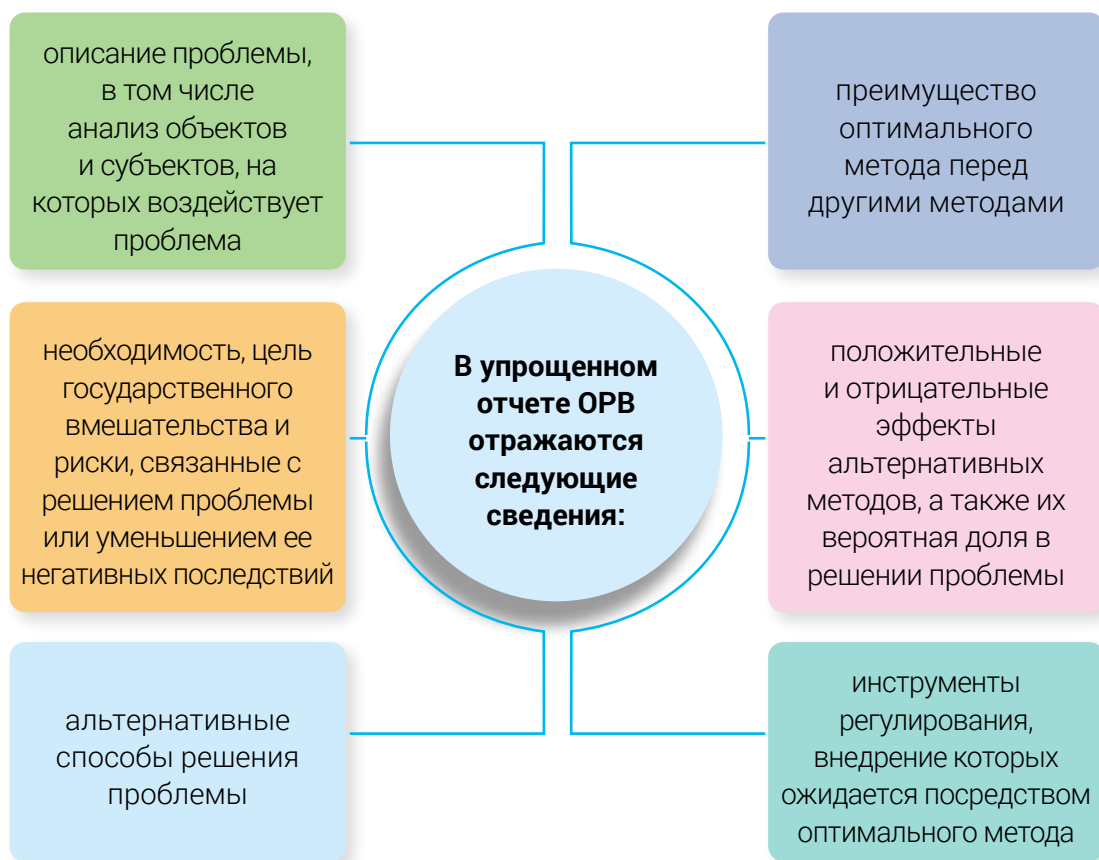 описание проблемы,
в том числе
анализ объектов
и субъектов, на
которых воздействует
проблема
необходимость, цель
государственного
вмешательства и
риски, связанные с
решением проблемы
или уменьшением ее
негативных последствий
альтернативные
способы решения
проблемы
В упрощенном
отчете ОРВ
отражаются
следующие
сведения:
преимущество
оптимального
метода перед
другими методами
положительные
и отрицательные
эффекты
альтернативных
методов, а также их
вероятная доля в
решении проблемы
инструменты
регулирования,
внедрение которых
ожидается посредством
оптимального метода